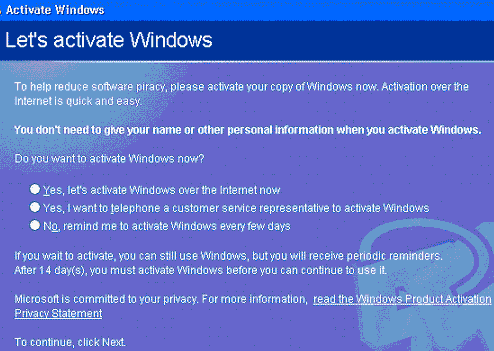 Activate Windows
Let's activate Windows
To help reduce software piracy, please activate your copy of Windows now. Activation over the
Internet is quick and easy.
You don't need to give your name or other personal information when you activate Windows.
Do you want to activate Windows now?
Yes, let's activate Windows over the Internet now
Yes, I want to telephone a customer service representative to activate Windows
No, remind me to activate Windows every few days
If you wait to activate, you can still use Windows, but you will receive periodic reminders.
After 14 day(s), you must activate Windows before you can continue to use it.
Microsoft is committed to your privacy. For more information, read the Windows Product Activation
Privacy Statement
To continue, click Next.